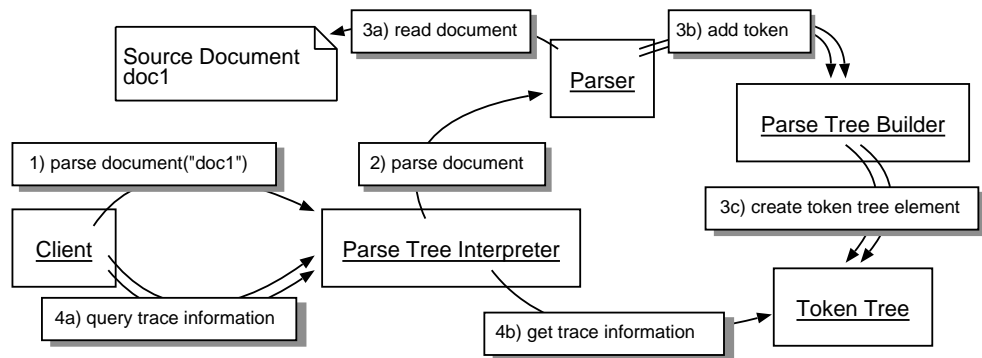 3a) read document
3b) add token
Source Document
doc1
Parser
Parse Tree Builder
1) parse document("doc1")
2) parse document
3c) create token tree element
Client
Parse Tree Interpreter
Token Tree
4a) query trace information
4b) get trace information